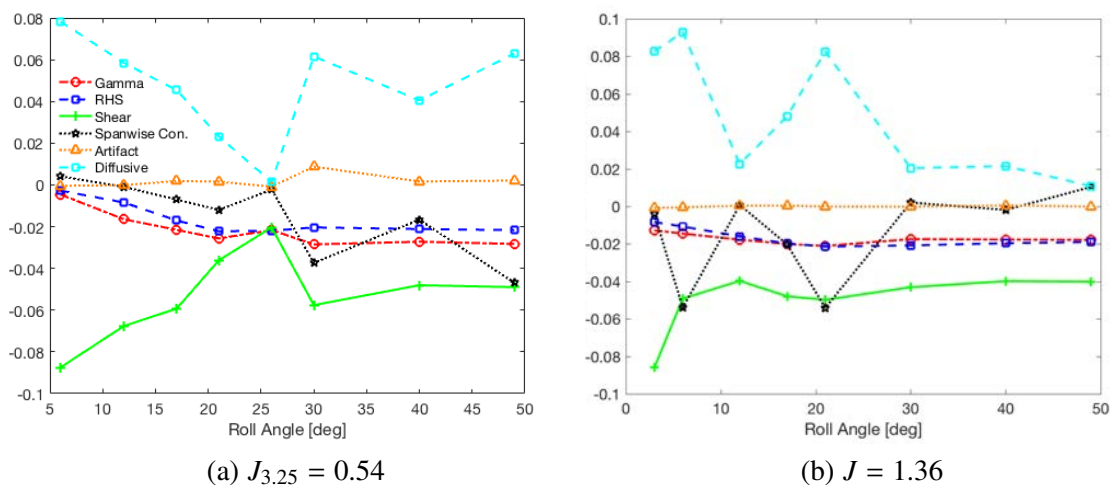 0.08
0.06
0.04
0.02
0
-0.02
-0.04
-0.06
-0.08
-0.1
Gamma
RHS
Shear
Spanwise Con.
Artifact
Diffusive
5 10 15 20 25 30 35 40 45 50
Roll Angle [deg]
(a) J3.25 = 0.54
0.1
0.08
0.06
0.04
0.02
0
-0.02
-0.04
-0.06
-0.08
-0.1
0 10 20 30 40 50
Roll Angle [deg]
(b) J = 1.36